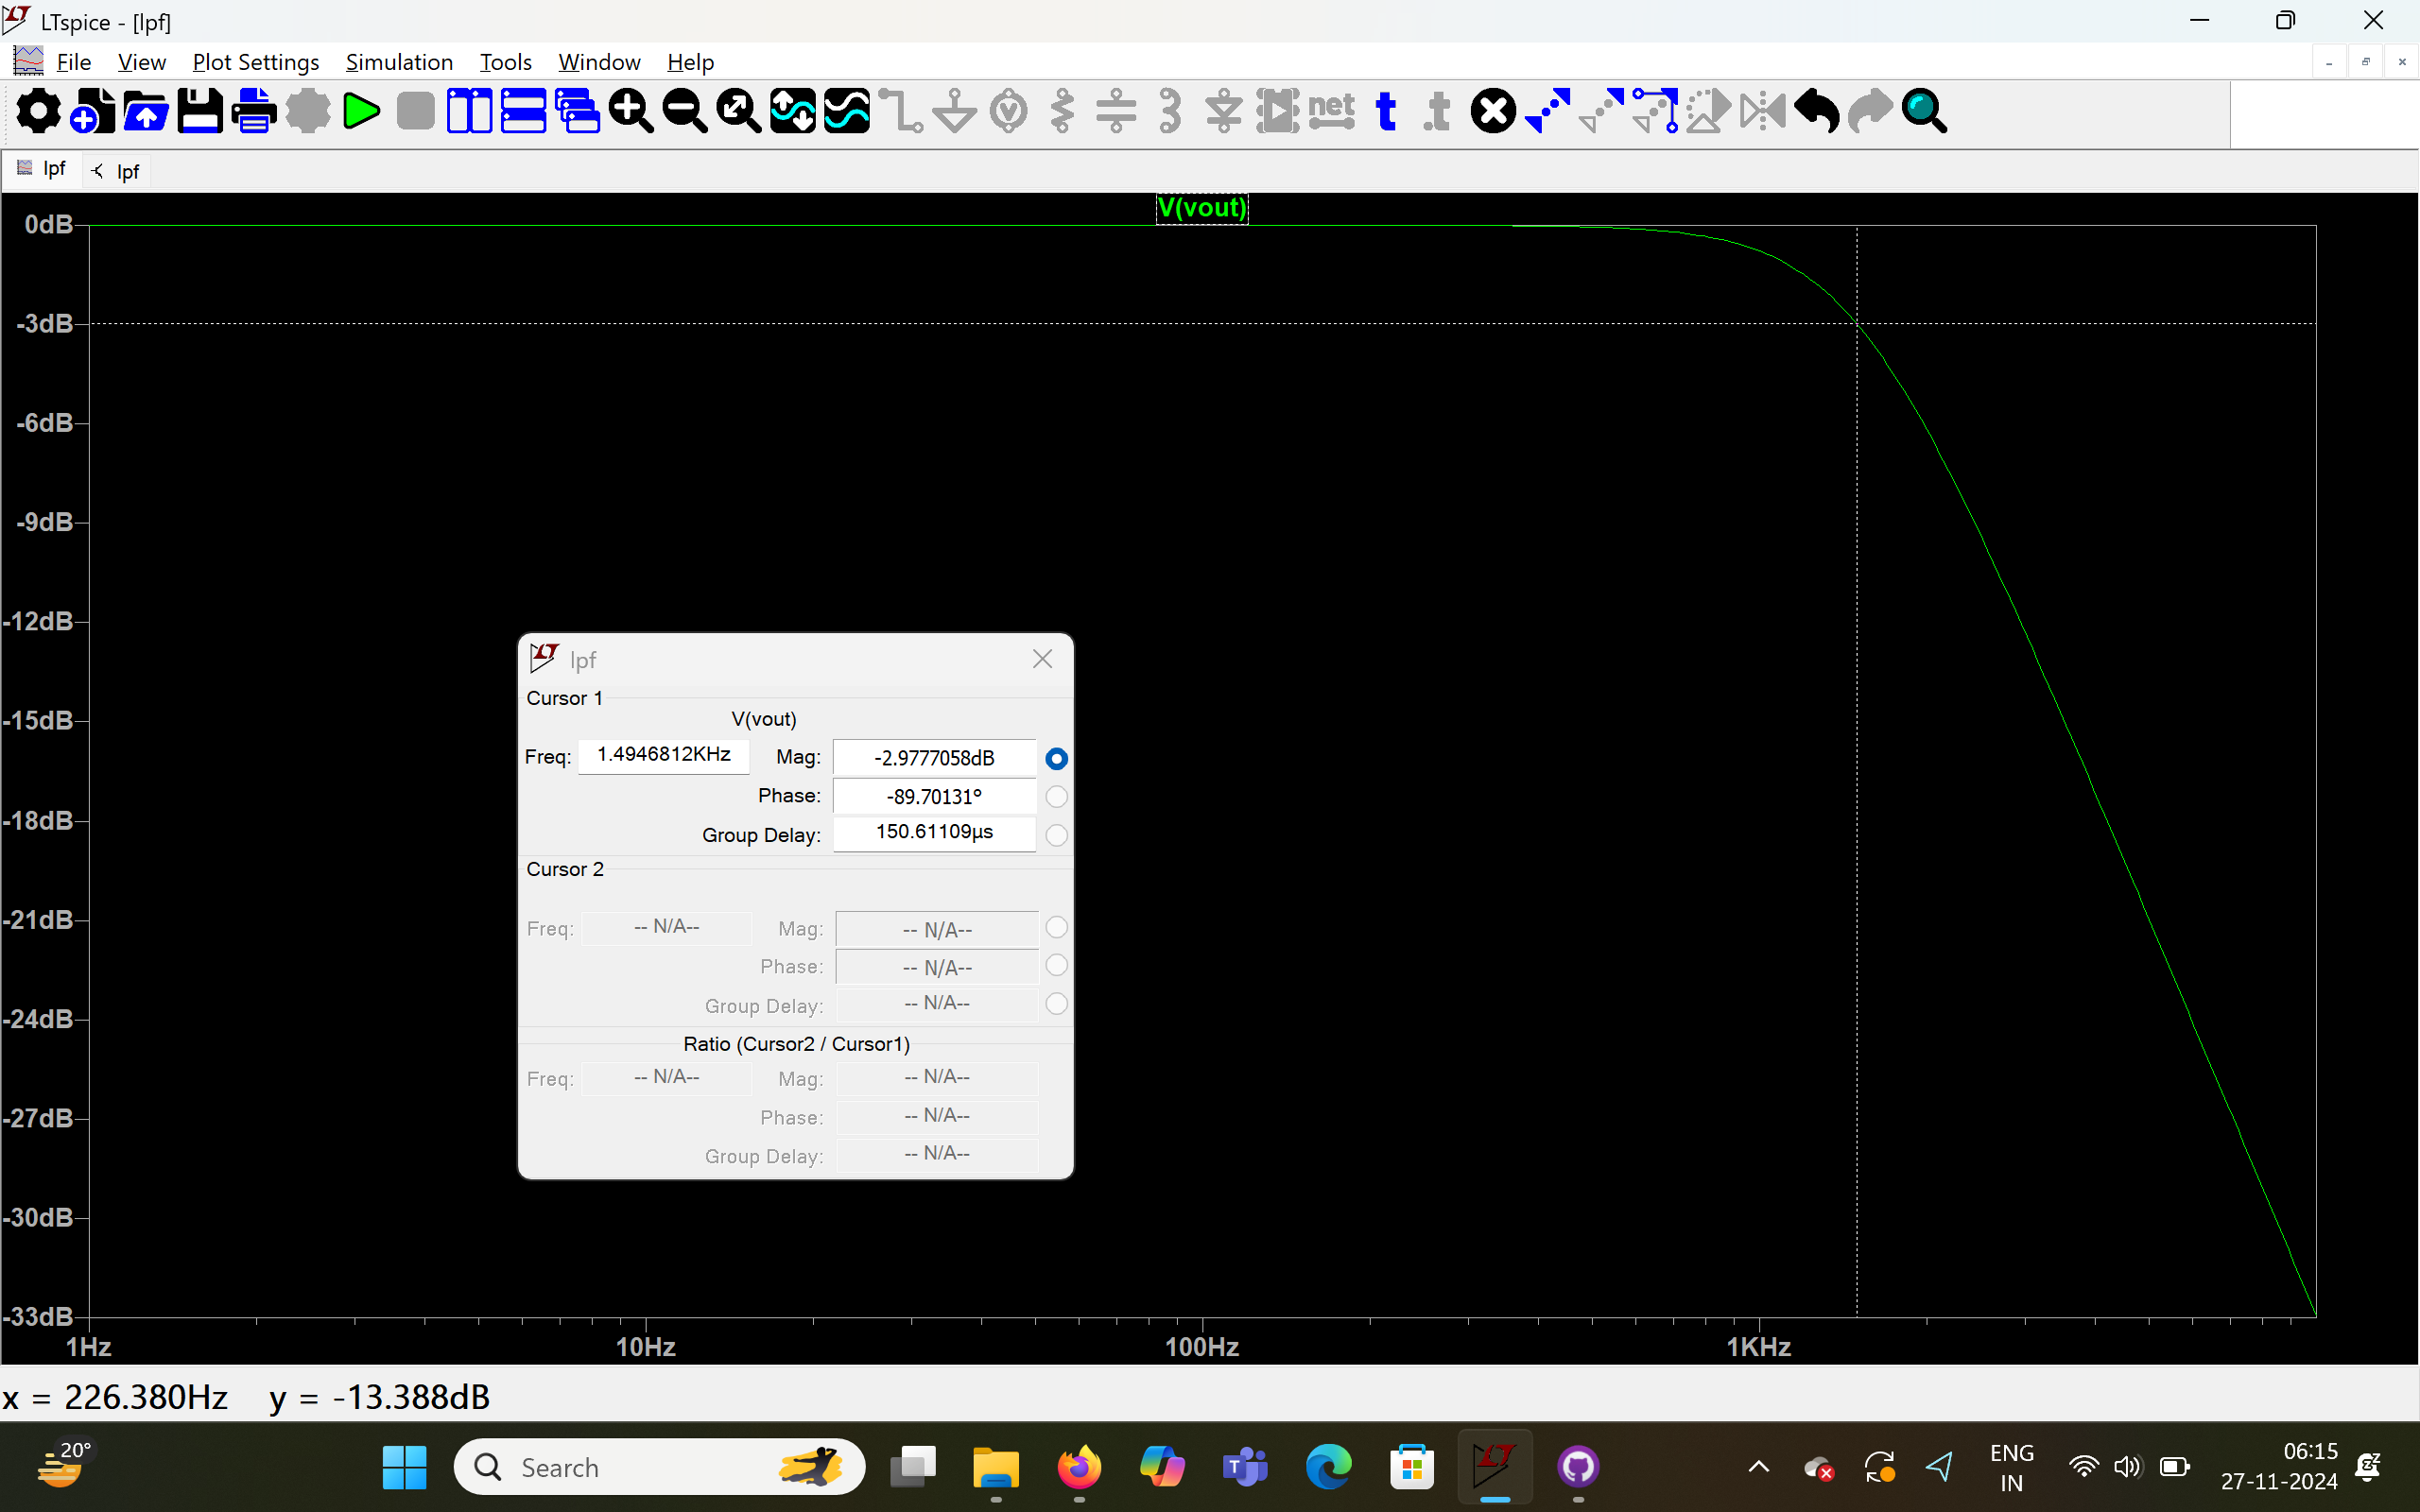 LTspice - [lpf]
File View Plot Settings Simulation Tools Window Help
net t .t
lpf lpf
V(vout)
0dB
-3dB
-6dB
-9dB
-12dB
-15dB
-18dB
-21dB
-24dB
-27dB
-30dB
-33dB
1Hz 10Hz 100Hz 1KHz
lpf
Cursor 1
V(vout)
Freq: 1.4946812KHz Mag: -2.9777058dB
Phase: -89.70131°
Group Delay: 150.61109µs
Cursor 2
Freq: -- N/A-- Mag: -- N/A--
Phase: -- N/A--
Group Delay: -- N/A--
Ratio (Cursor2 / Cursor1)
Freq: -- N/A-- Mag: -- N/A--
Phase: -- N/A--
Group Delay: -- N/A--
x = 226.380Hz y = -13.388dB
20°
Search
ENG
IN
06:15
27-11-2024